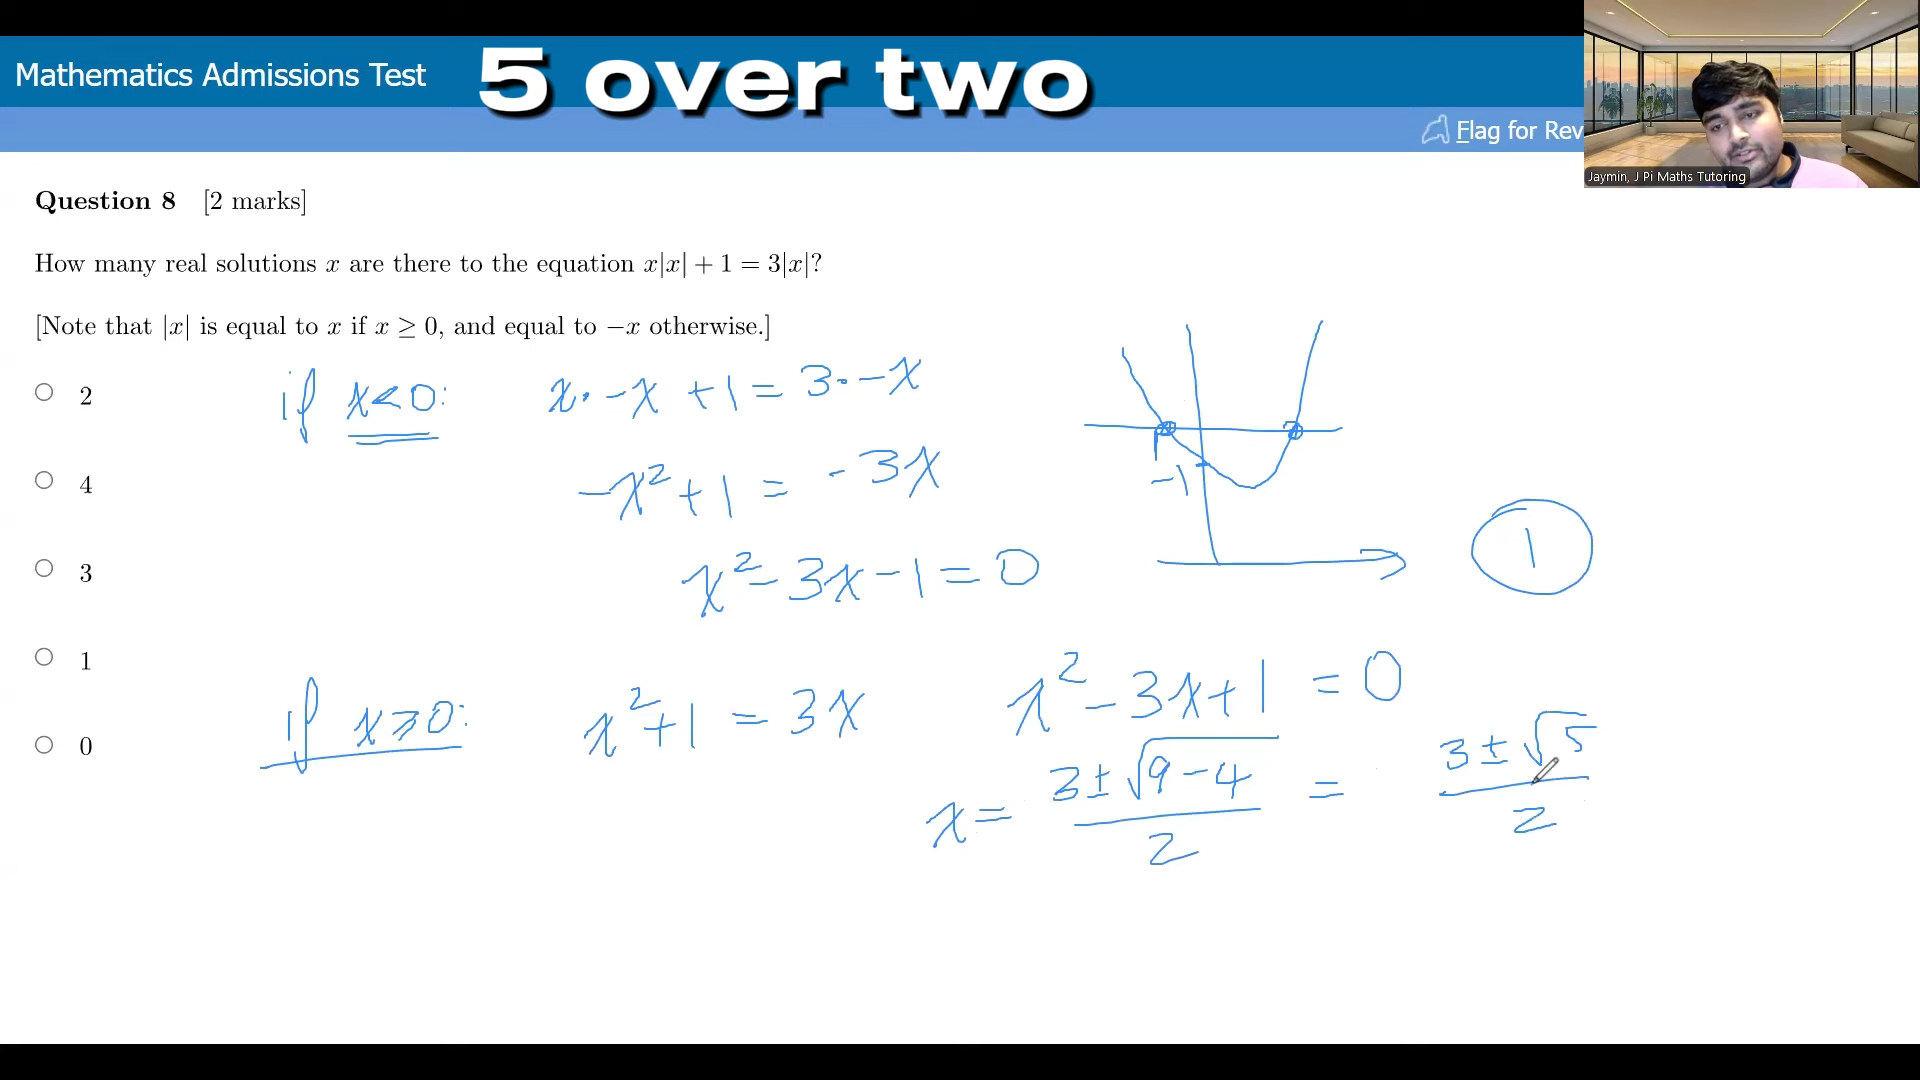 Mathematics Admissions Test
5 over two
Flag for Rev
Jaymin, J Pi Maths Tutoring
Question 8 [2 marks]
How many real solutions x are there to the equation x|x| + 1 = 3|x|?
[Note that |x| is equal to x if x ≥ 0, and equal to −x otherwise.]
2
4
3
1
0
if x<0:
x· -x +1 = 3· -x
-x²+1 = -3x
x²-3x-1=0
-1
1
if x⩾0:
x²+1 = 3x
x²-3x+1 = 0
x= (3±√(9-4))/2 = (3±√5)/2